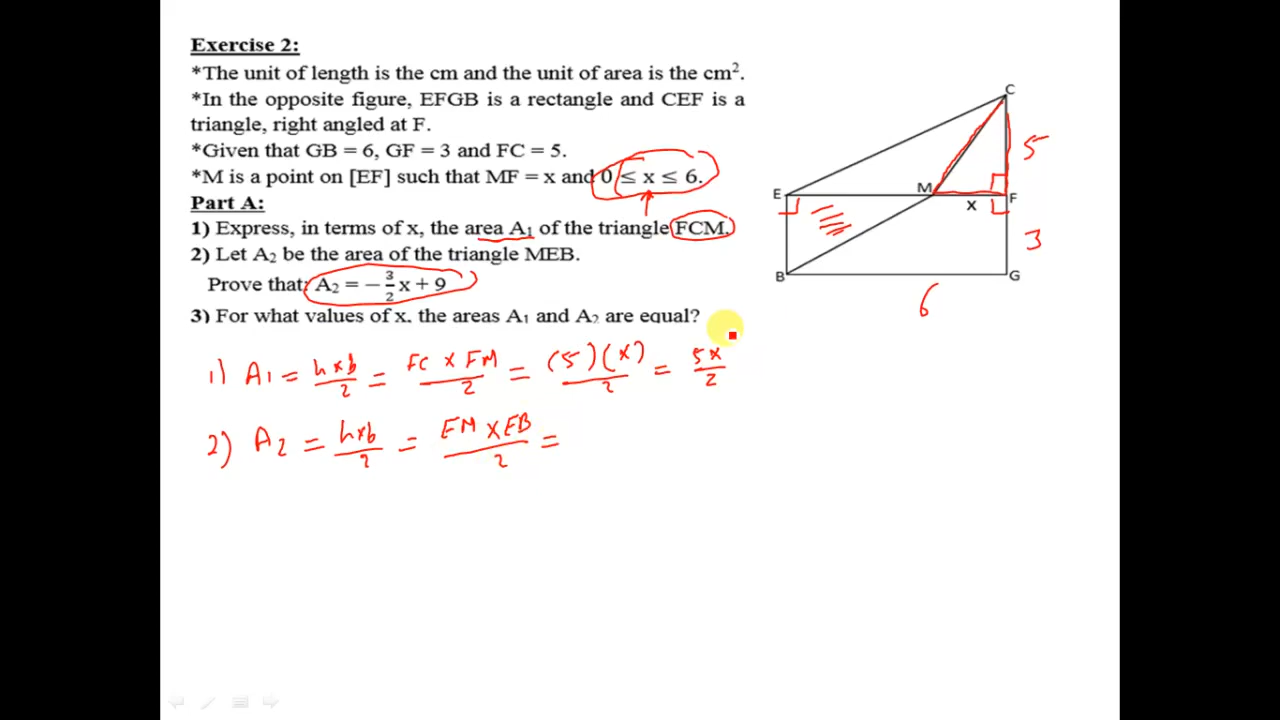 Exercise 2:
*The unit of length is the cm and the unit of area is the cm².
*In the opposite figure, EFGB is a rectangle and CEF is a
triangle, right angled at F.
*Given that GB = 6, GF = 3 and FC = 5.
*M is a point on [EF] such that MF = x and 0 ≤ x ≤ 6.
Part A:
1) Express, in terms of x, the area A₁ of the triangle FCM.
2) Let A₂ be the area of the triangle MEB.
Prove that: A₂ = −3/2 x + 9
3) For what values of x, the areas A₁ and A₂ are equal?
1) A1 = h×b/2 = FC × FM/2 = (5)(x)/2 = 5x/2
2) A2 = h×b/2 = EM × EB/2 =
C
5
E
M
F
x
3
B
G
6